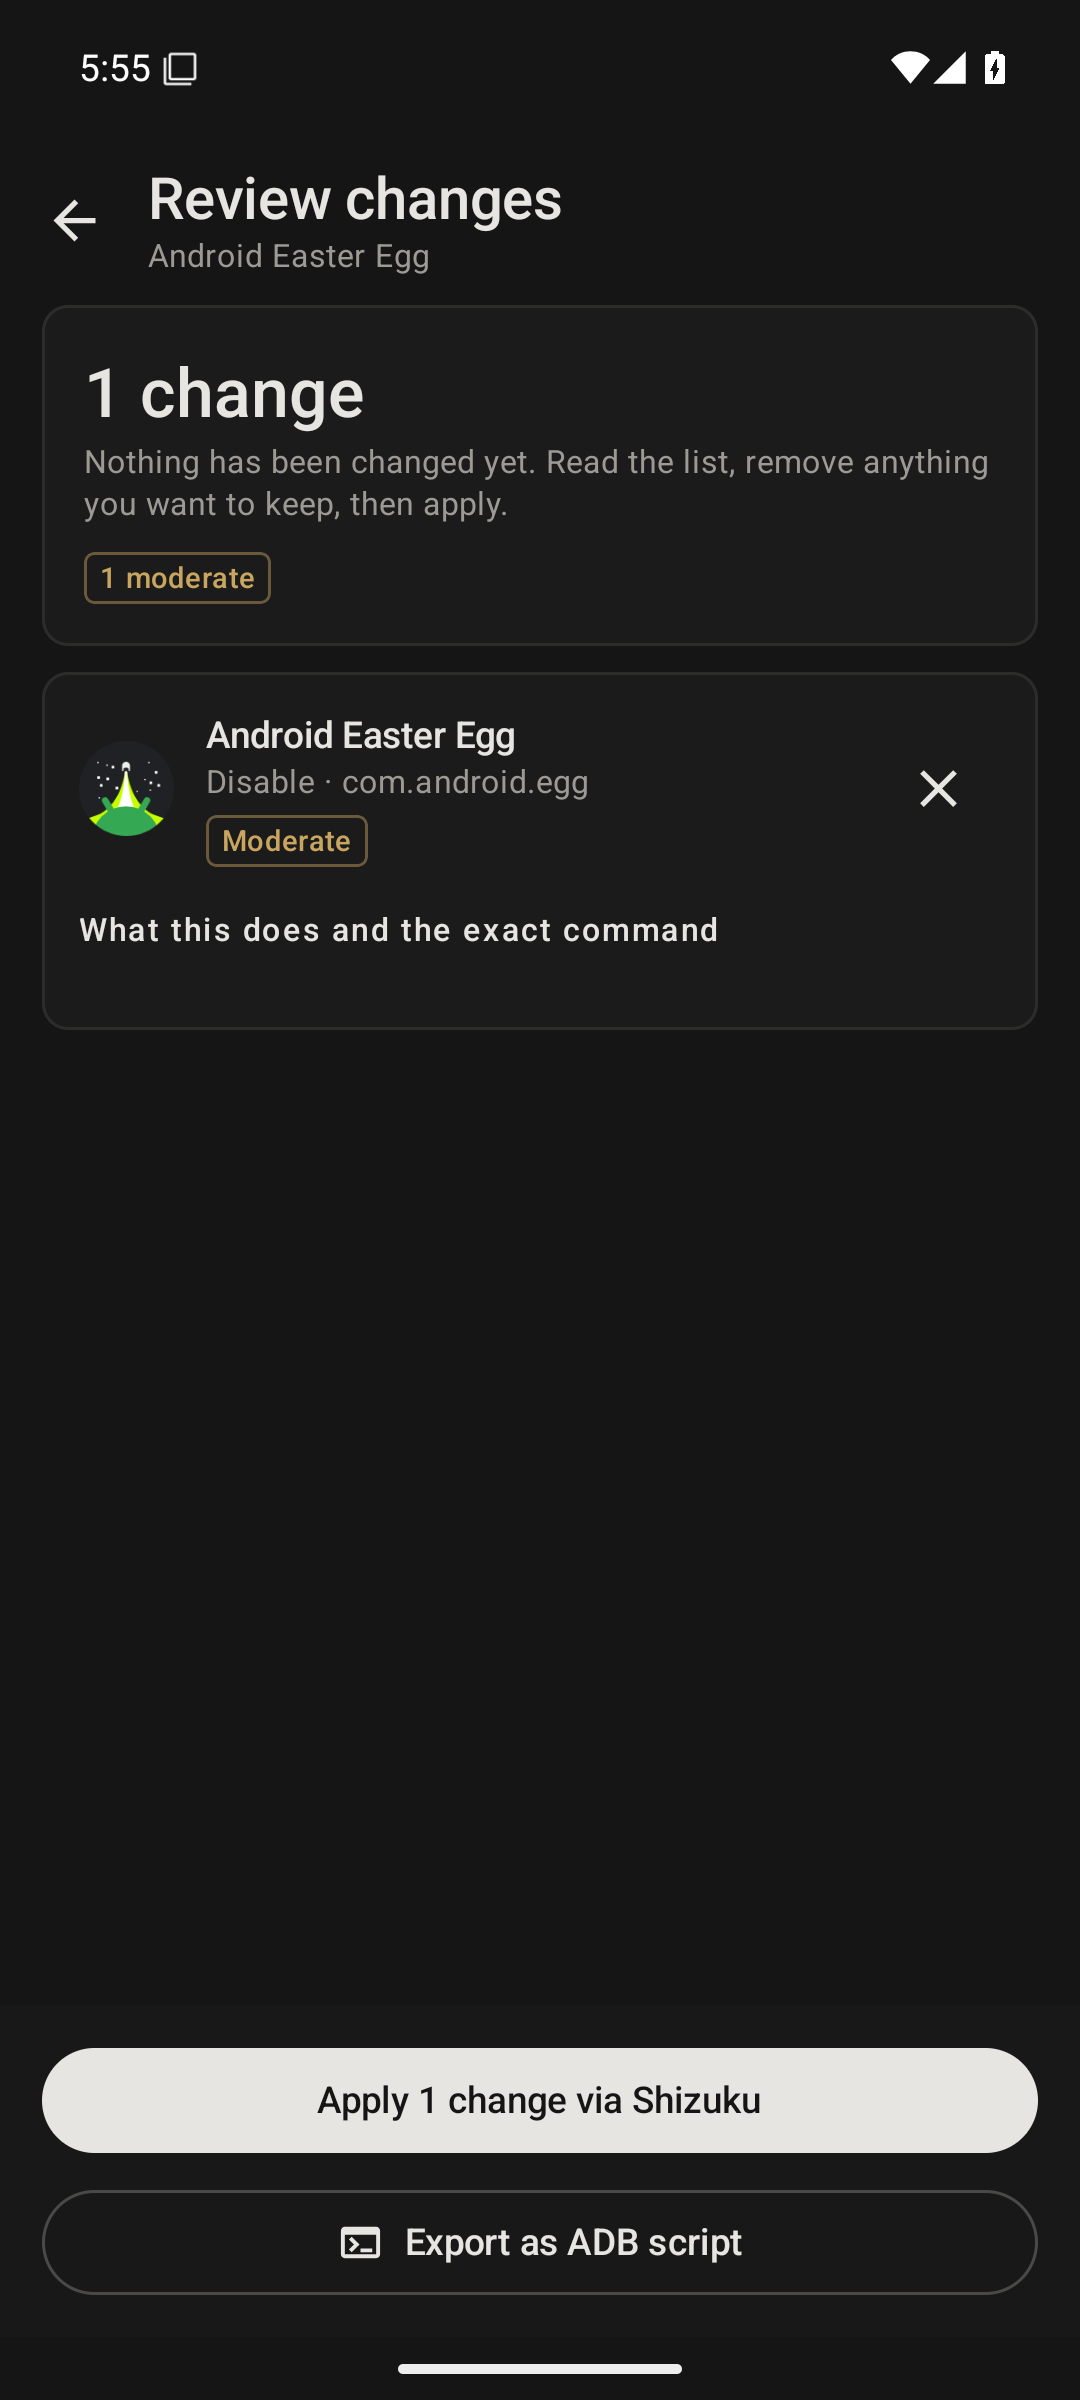 5:55
Review changes
Android Easter Egg
1 change
Nothing has been changed yet. Read the list, remove anything
you want to keep, then apply.
1 moderate
Android Easter Egg
Disable · com.android.egg
Moderate
What this does and the exact command
Apply 1 change via Shizuku
Export as ADB script